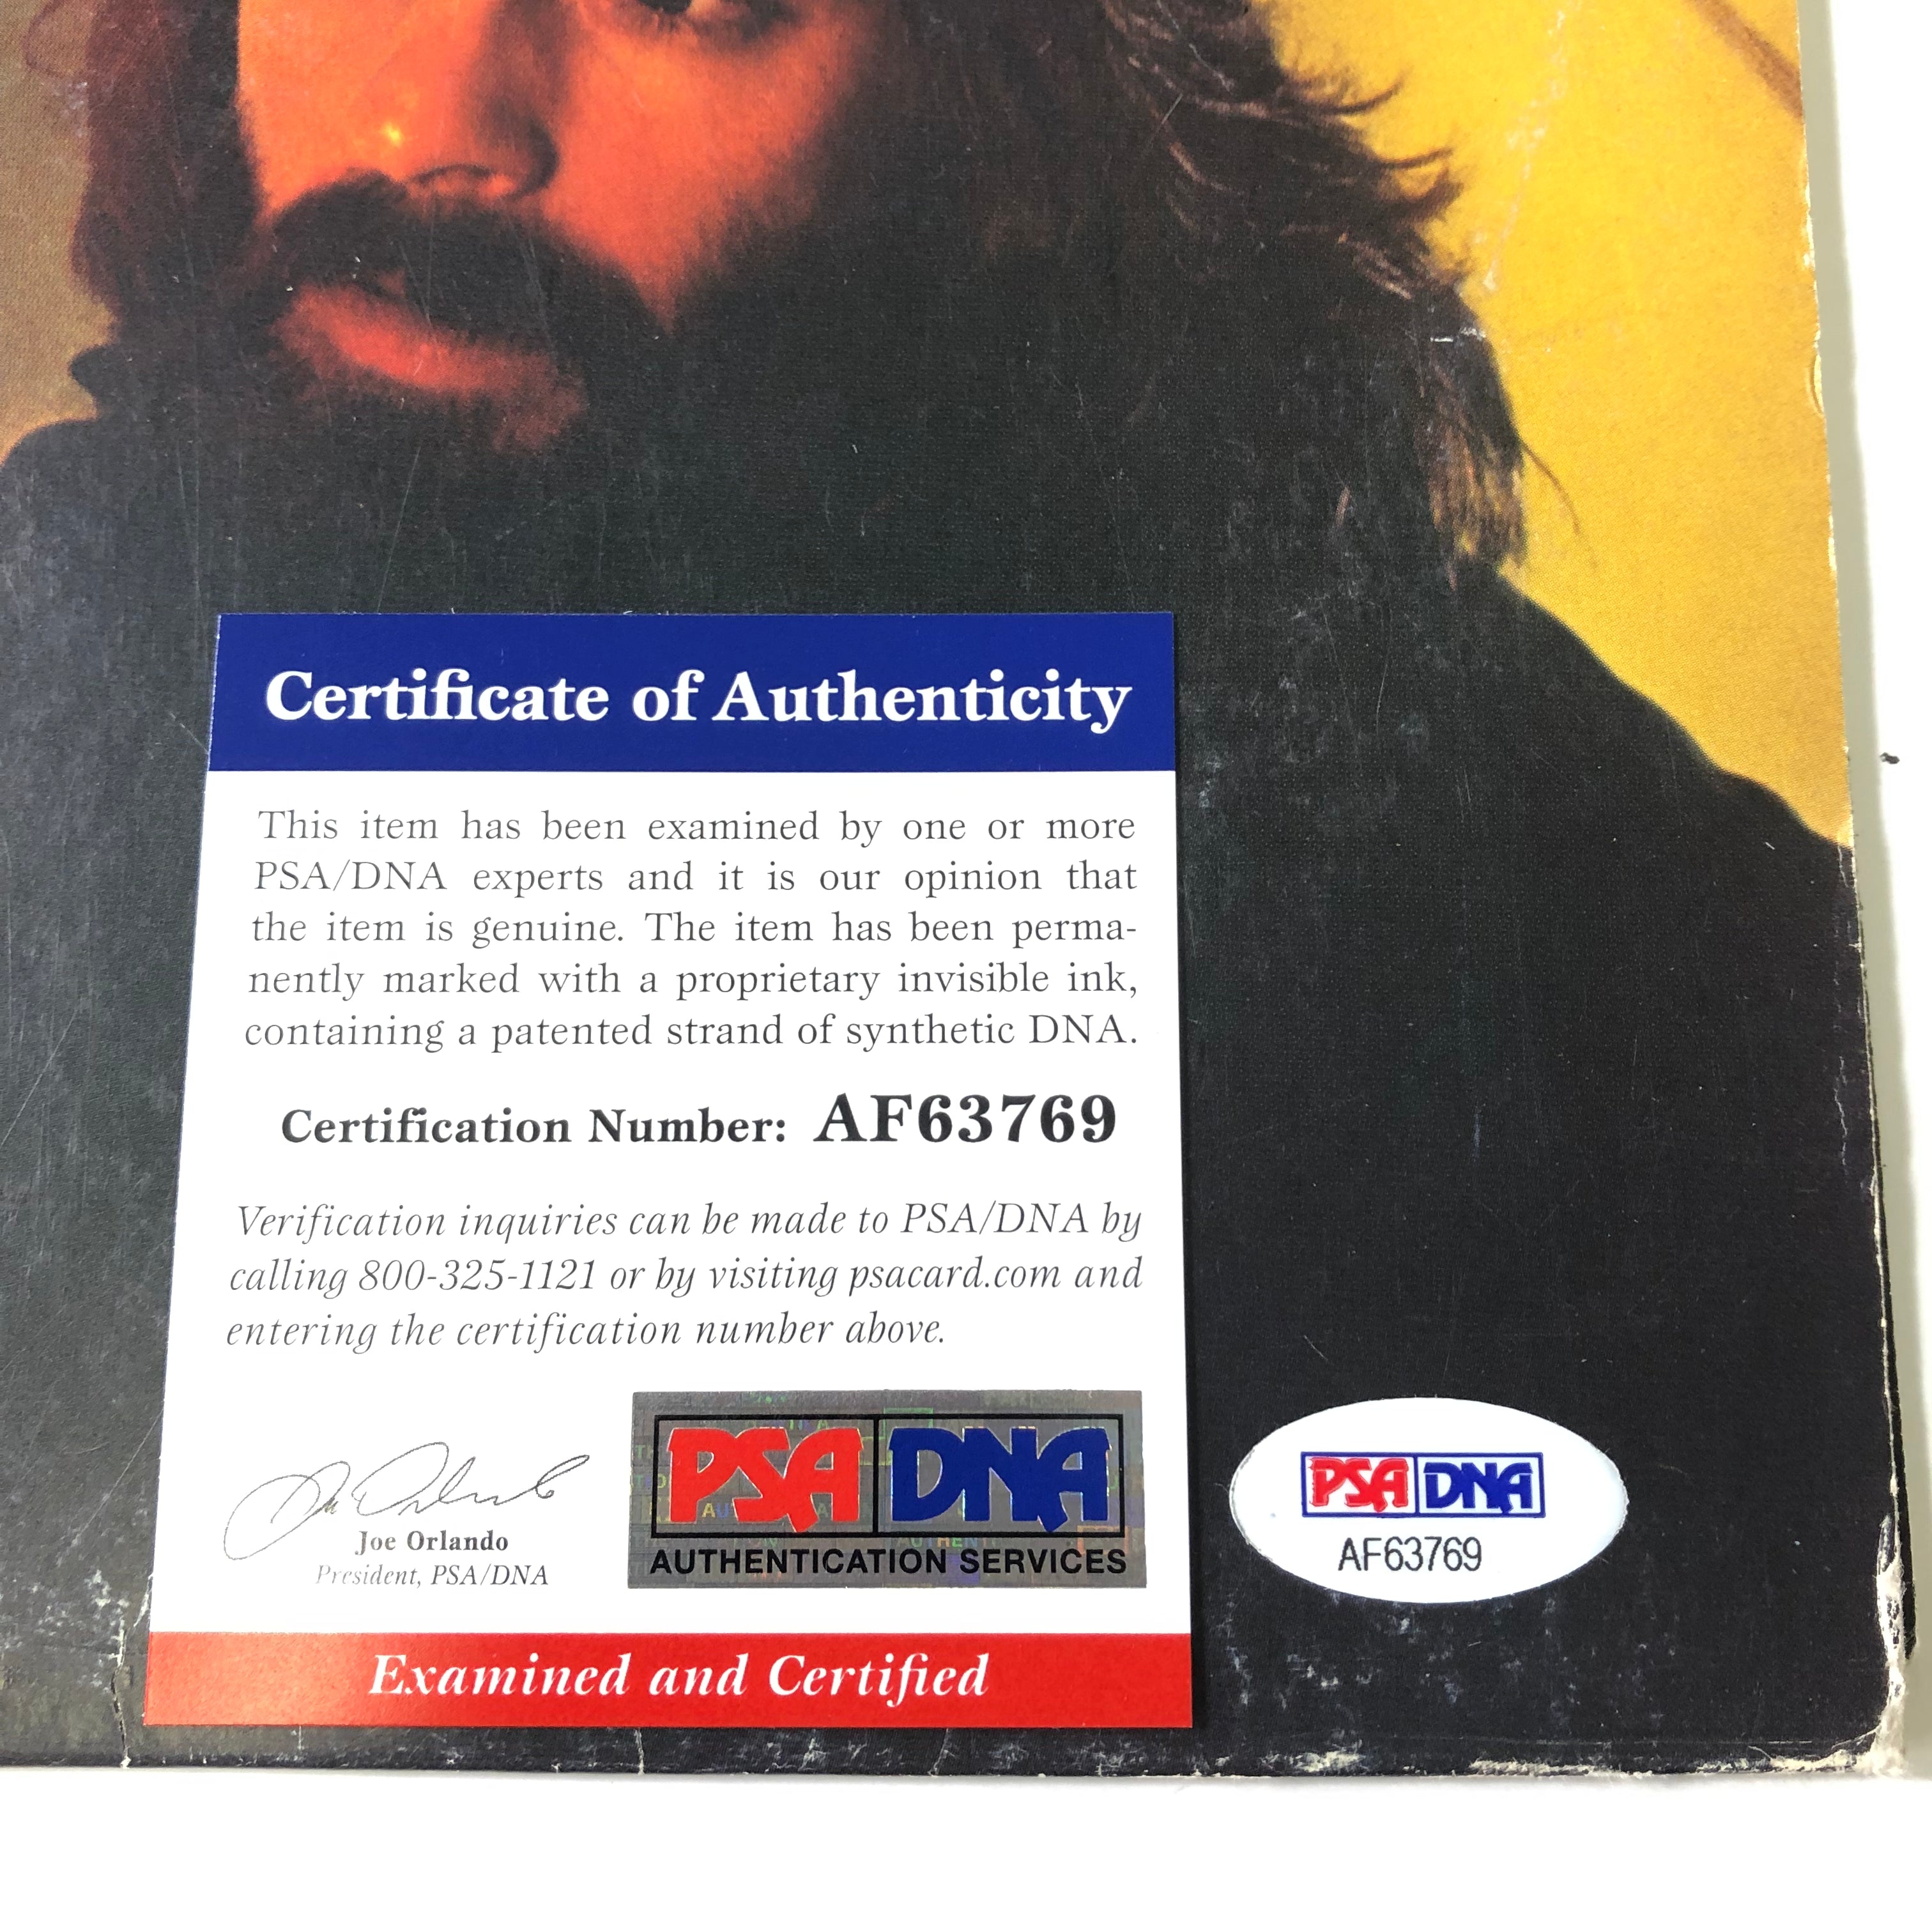 Certificate of Authenticity
This item has been examined by one or more
PSA/DNA experts and it is our opinion that
the item is genuine. The item has been perma-
nently marked with a proprietary invisible ink,
containing a patented strand of synthetic DNA.
Certification Number: AF63769
Verification inquiries can be made to PSA/DNA by
calling 800-325-1121 or by visiting psacard.com and
entering the certification number above.
Joe Orlando
President, PSA/DNA
PSA DNA
AUTHENTICATION SERVICES
Examined and Certified
PSA DNA
AF63769